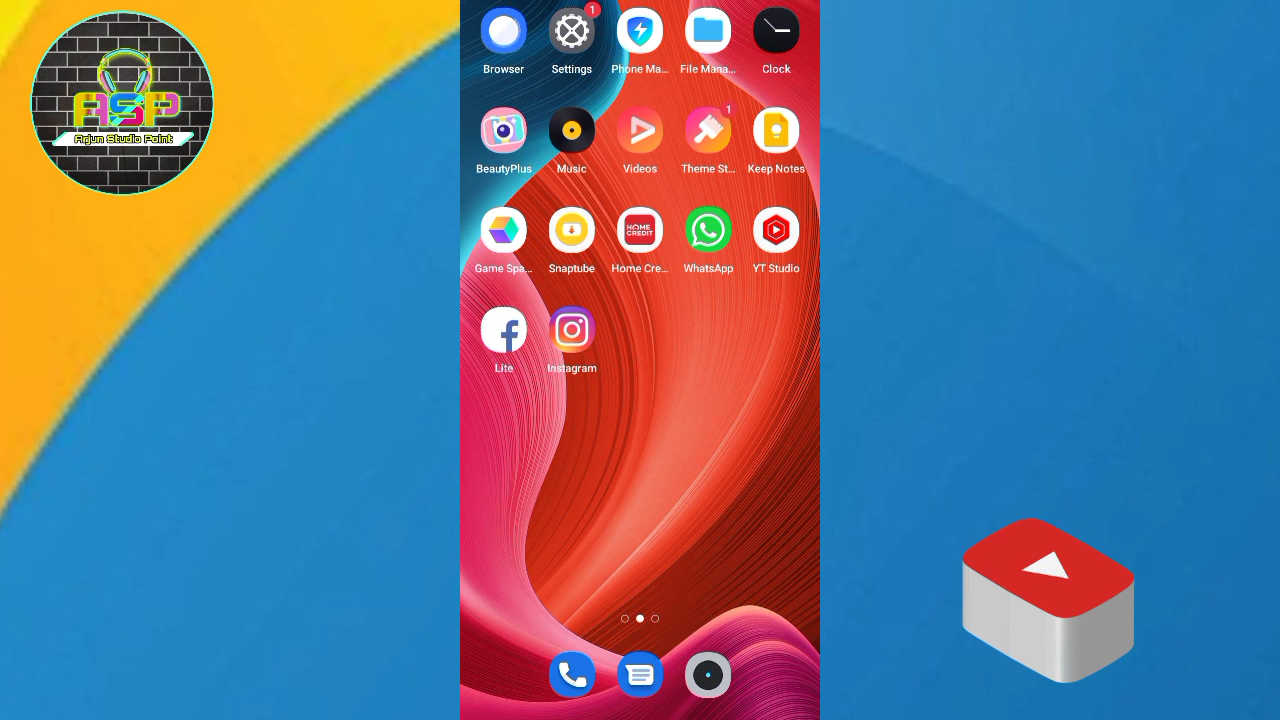 ASP
Arjun Studio Point
1
Browser Settings Phone Ma... File Mana... Clock
1
BeautyPlus Music Videos Theme St... Keep Notes
HOME
CREDIT
Game Spa... Snaptube Home Cre... WhatsApp YT Studio
Lite Instagram